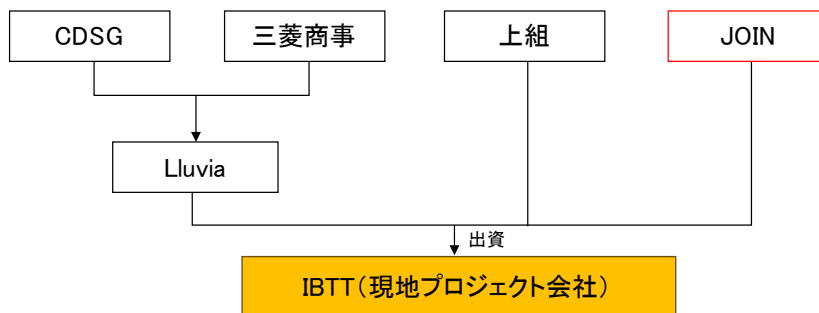 CDSG
三菱商事
上組
JOIN
Lluvia
出資
IBTT（現地プロジェクト会社）